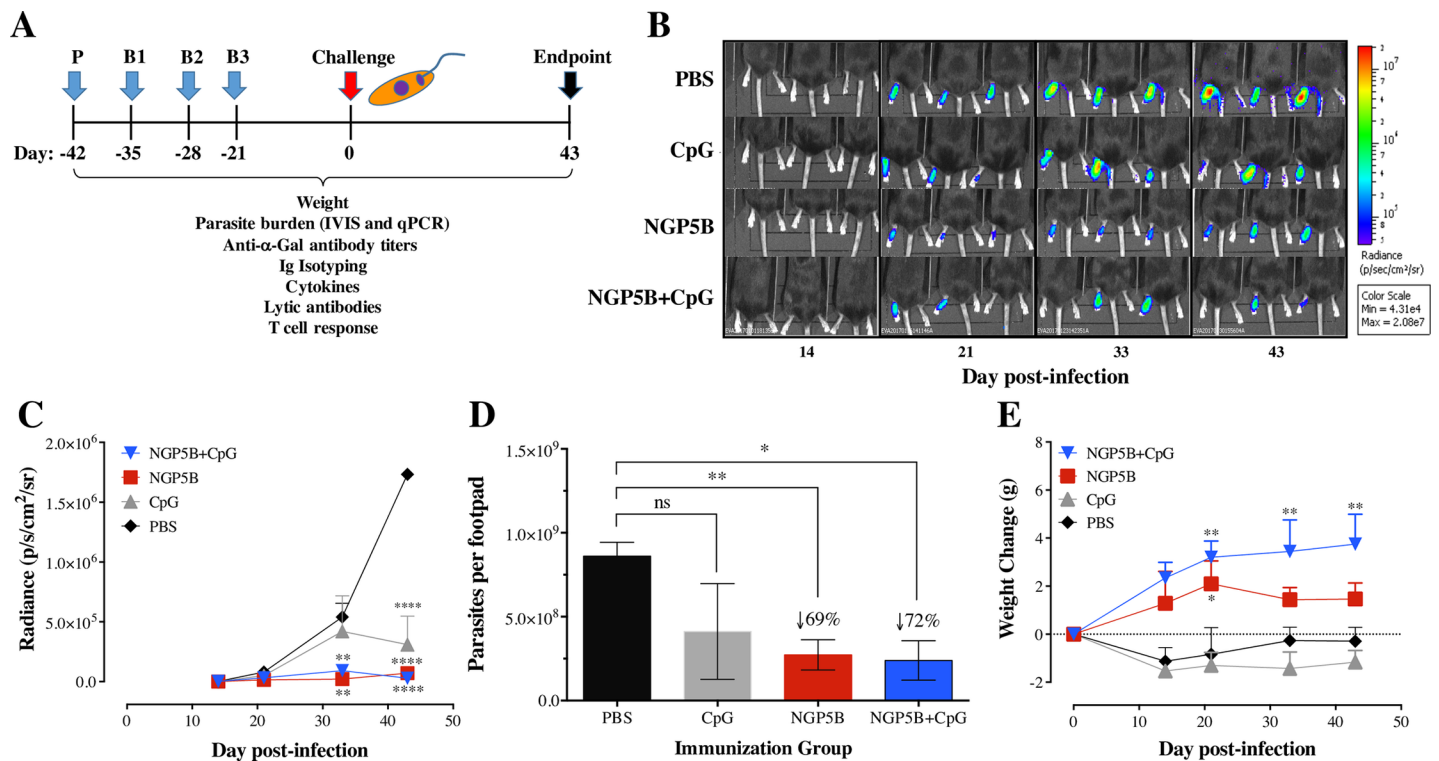 A
P
B1
B2
B3
Challenge
Endpoint
Day: -42 -35 -28 -21 0 43
Weight
Parasite burden (IVIS and qPCR)
Anti-α-Gal antibody titers
Ig Isotyping
Cytokines
Lytic antibodies
T cell response
B
PBS
CpG
NGP5B
NGP5B+CpG
14 21 33 43
Day post-infection
10⁷
10⁵
Radiance
(p/sec/cm²/sr)
Color Scale
Min = 4.31e4
Max = 2.08e7
C
NGP5B+CpG
NGP5B
CpG
PBS
Radiance (p/s/cm²/sr)
2.0×10⁶
1.5×10⁶
1.0×10⁶
5.0×10⁵
0.0
****
**
****
**
****
0 10 20 30 40 50
Day post-infection
D
Parasites per footpad
1.5×10⁹
1.0×10⁹
5.0×10⁸
0.0
*
**
ns
↓69%
↓72%
PBS CpG NGP5B NGP5B+CpG
Immunization Group
E
NGP5B+CpG
NGP5B
CpG
PBS
Weight Change (g)
8
6
4
2
0
-2
**
**
**
*
0 10 20 30 40 50
Day post-infection